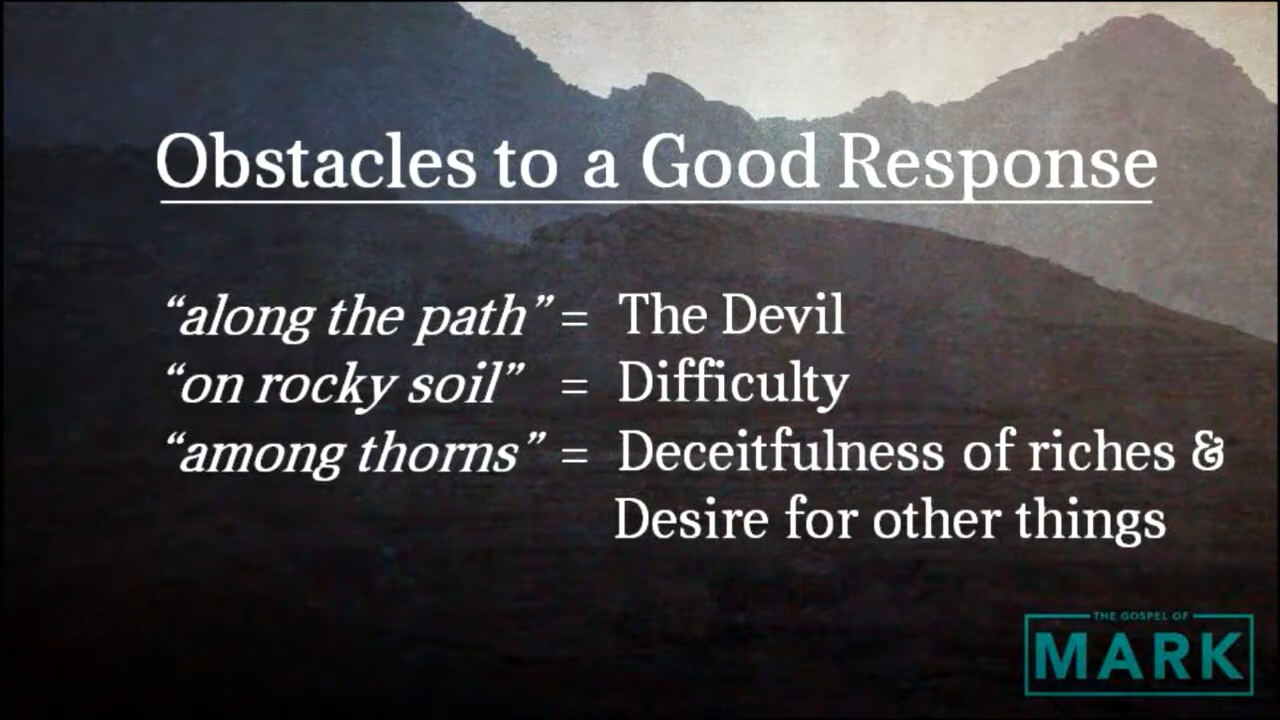 Obstacles to a Good Response
“along the path” = The Devil
“on rocky soil” = Difficulty
“among thorns” = Deceitfulness of riches &
Desire for other things
THE GOSPEL OF
MARK